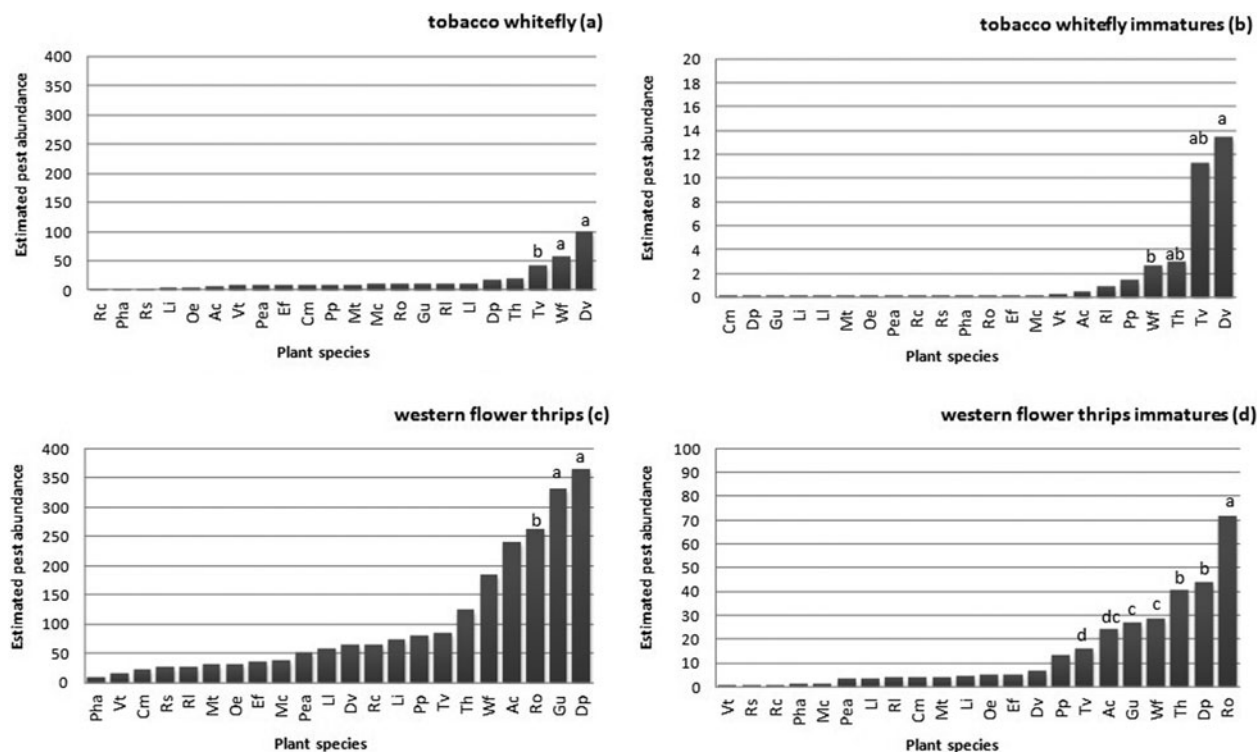 tobacco whitefly (a)
Estimated pest abundance
400
350
300
250
200
150
100
50
0
b
a
a
Rc Pha Rs Li Oe Ac Vt Pea Ef Cm Pp Mt Mc Ro Gu Rl Ll Dp Th Tv Wf Dv
Plant species
tobacco whitefly immatures (b)
Estimated pest abundance
20
18
16
14
12
10
8
6
4
2
0
b
ab
ab
a
Cm Dp Gu Li Ll Mt Oe Pea Rc Rs Pha Ro Ef Mc Vt Ac Rl Pp Wf Th Tv Dv
Plant species
western flower thrips (c)
Estimated pest abundance
400
350
300
250
200
150
100
50
0
b
a
a
Pha Vt Cm Rs Rl Mt Oe Ef Mc Pea Ll Dv Rc Li Pp Tv Th Wf Ac Ro Gu Dp
Plant species
western flower thrips immatures (d)
Estimated pest abundance
100
90
80
70
60
50
40
30
20
10
0
d
dc
c
c
b
b
a
Vt Rs Rc Pha Mc Pea Ll Rl Cm Mt Li Oe Ef Dv Pp Tv Ac Gu Wf Th Dp Ro
Plant species